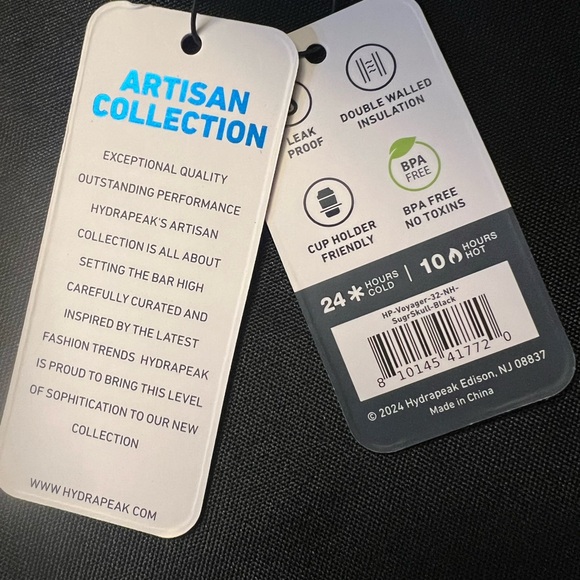 ARTISAN
COLLECTION
EXCEPTIONAL QUALITY
OUTSTANDING PERFORMANCE
HYDRAPEAK'S ARTISAN
COLLECTION IS ALL ABOUT
SETTING THE BAR HIGH
CAREFULLY CURATED AND
INSPIRED BY THE LATEST
FASHION TRENDS HYDRAPEAK
IS PROUD TO BRING THIS LEVEL
OF SOPHITICATION TO OUR NEW
COLLECTION
WWW.HYDRAPEAK.COM
LEAK
PROOF
DOUBLE WALLED
INSULATION
CUP HOLDER
FRIENDLY
BPA
FREE
BPA FREE
NO TOXINS
24 HOURS COLD | 10 HOURS HOT
HP-Voyager-32-NH-
SugrSkull-Black
8 10145 41772 0
© 2024 Hydrapeak Edison, NJ 08837
Made in China